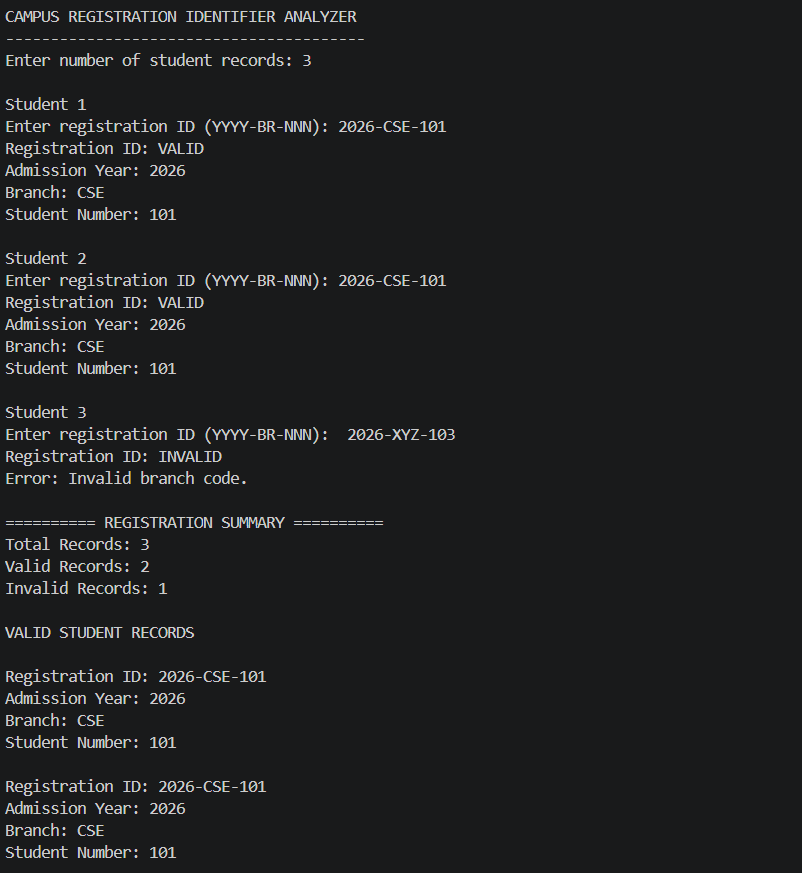 CAMPUS REGISTRATION IDENTIFIER ANALYZER
----------------------------------------
Enter number of student records: 3
Student 1
Enter registration ID (YYYY-BR-NNN): 2026-CSE-101
Registration ID: VALID
Admission Year: 2026
Branch: CSE
Student Number: 101
Student 2
Enter registration ID (YYYY-BR-NNN): 2026-CSE-101
Registration ID: VALID
Admission Year: 2026
Branch: CSE
Student Number: 101
Student 3
Enter registration ID (YYYY-BR-NNN):  2026-XYZ-103
Registration ID: INVALID
Error: Invalid branch code.
========== REGISTRATION SUMMARY ==========
Total Records: 3
Valid Records: 2
Invalid Records: 1
VALID STUDENT RECORDS
Registration ID: 2026-CSE-101
Admission Year: 2026
Branch: CSE
Student Number: 101
Registration ID: 2026-CSE-101
Admission Year: 2026
Branch: CSE
Student Number: 101